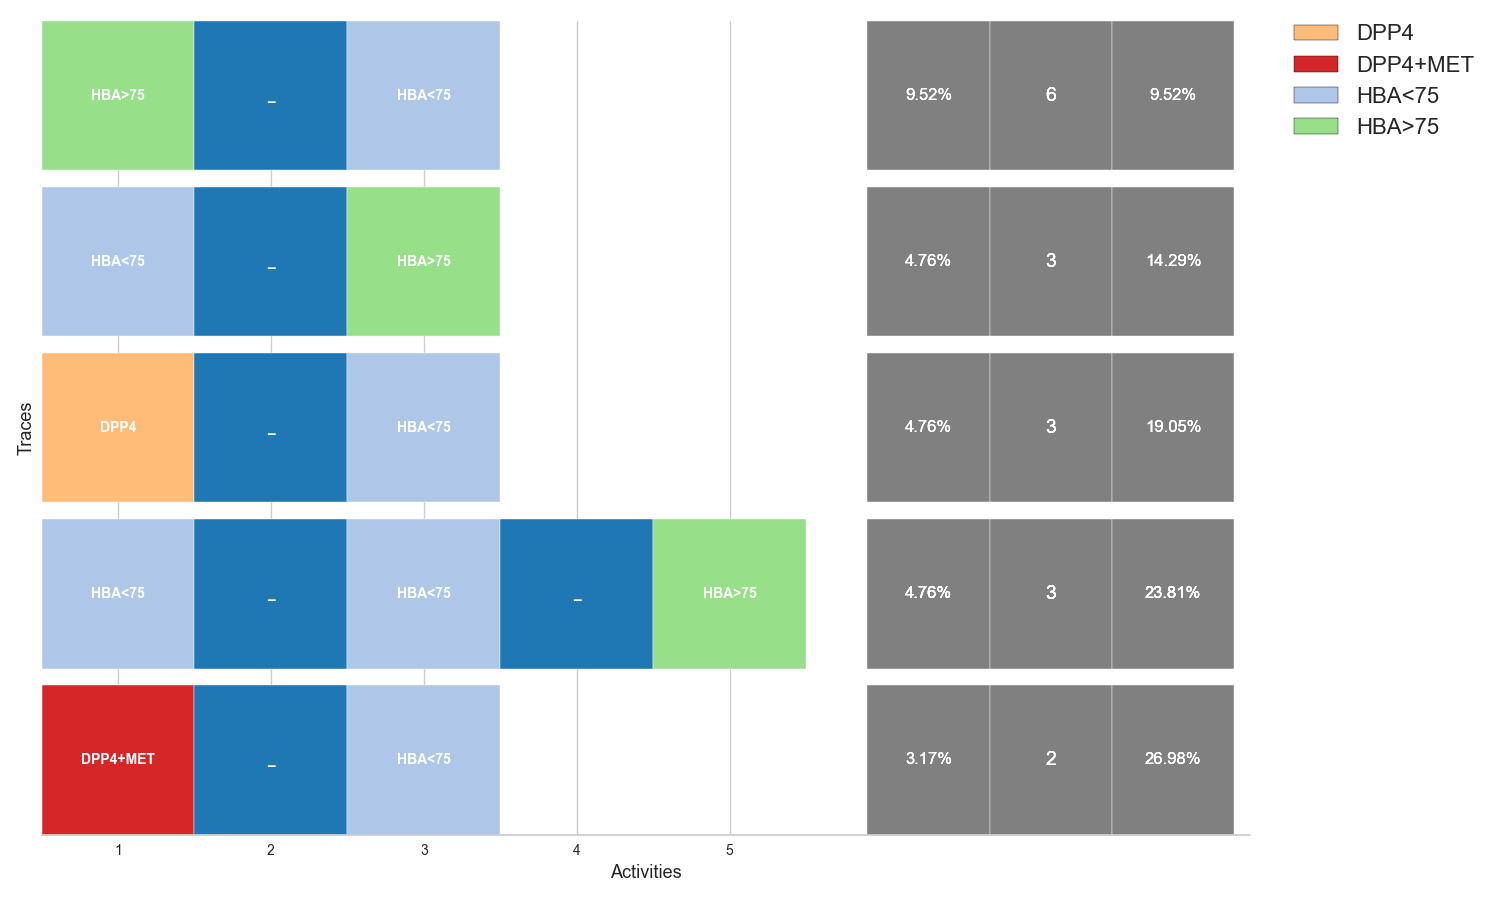 HBA>75 _ HBA<75 9.52% 6 9.52%
HBA<75 _ HBA>75 4.76% 3 14.29%
DPP4 _ HBA<75 4.76% 3 19.05%
HBA<75 _ HBA<75 _ HBA>75 4.76% 3 23.81%
DPP4+MET _ HBA<75 3.17% 2 26.98%
Traces
1 2 3 4 5
Activities
DPP4
DPP4+MET
HBA<75
HBA>75